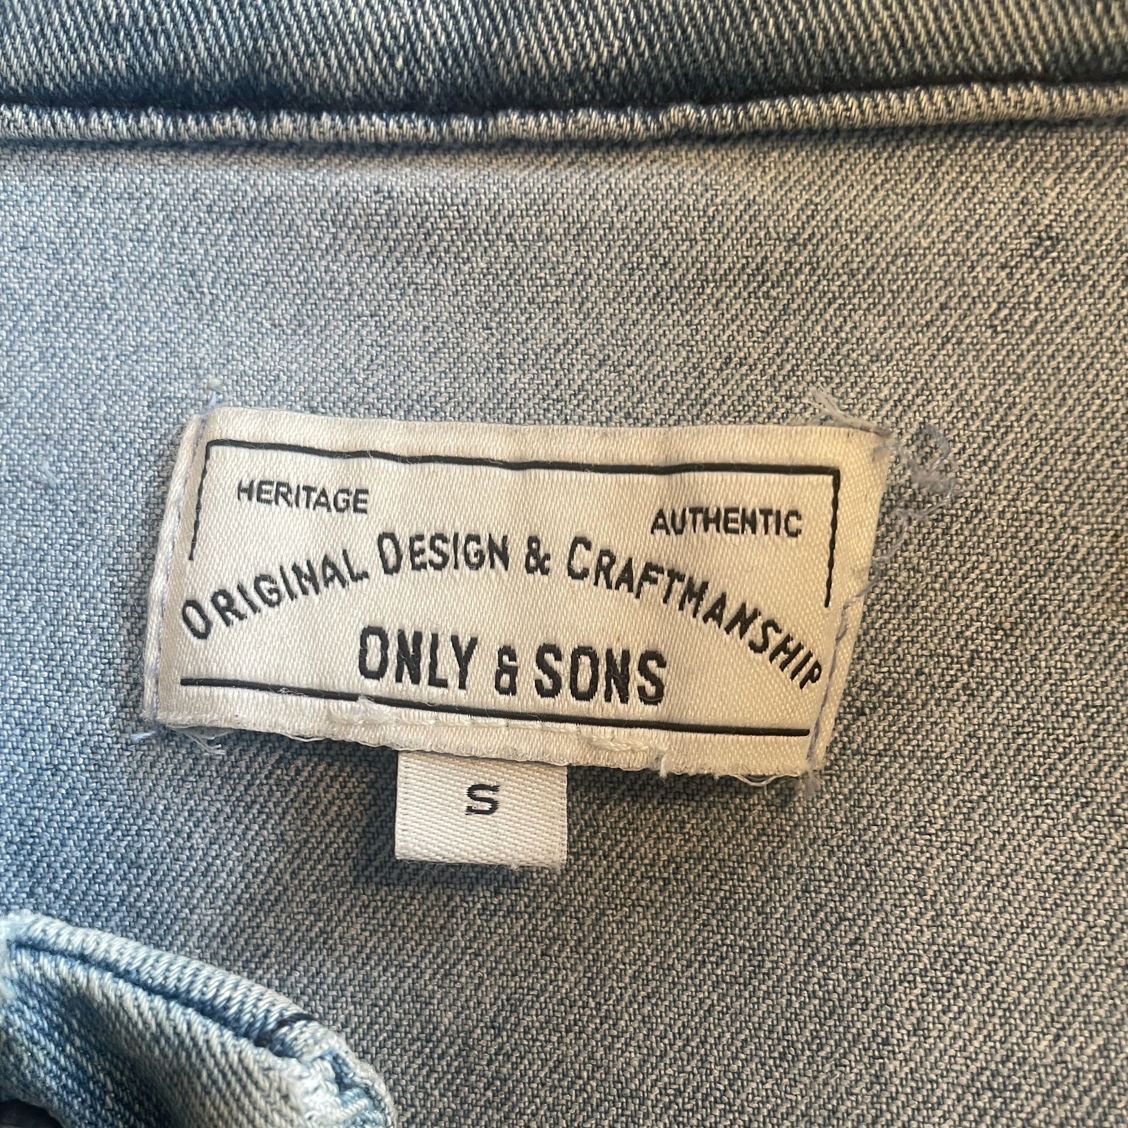 HERITAGE
AUTHENTIC
ORIGINAL DESIGN & CRAFTMANSHIP
ONLY & SONS
S